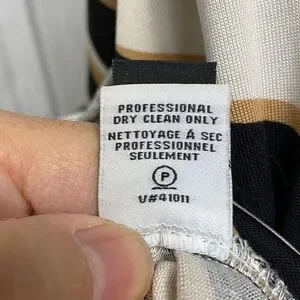 PROFESSIONAL
DRY CLEAN ONLY
NETTOYAGE Á SEC
PROFESSIONNEL
SEULEMENT
P
V#41011